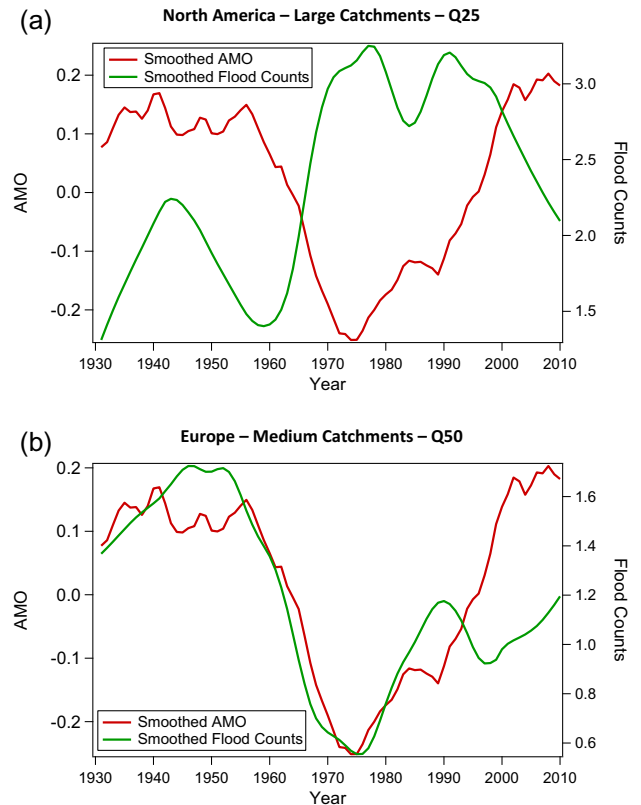 (a)
North America – Large Catchments – Q25
Smoothed AMO
Smoothed Flood Counts
0.2
0.1
0.0
-0.1
-0.2
AMO
3.0
2.5
2.0
1.5
Flood Counts
1930 1940 1950 1960 1970 1980 1990 2000 2010
Year
(b)
Europe – Medium Catchments – Q50
0.2
0.1
0.0
-0.1
-0.2
AMO
1.6
1.4
1.2
1.0
0.8
0.6
Flood Counts
Smoothed AMO
Smoothed Flood Counts
1930 1940 1950 1960 1970 1980 1990 2000 2010
Year